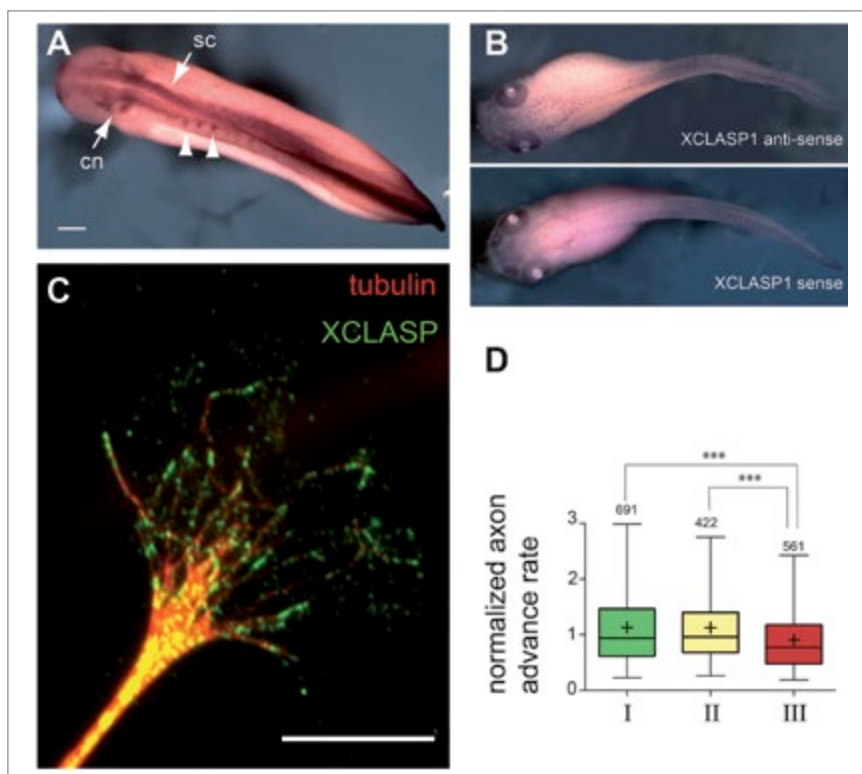 A
sc
cn
B
XCLASP1 anti-sense
XCLASP1 sense
C
tubulin
XCLASP
D
***
***
691
422
561
normalized axon
advance rate
3
2
1
0
I
II
III